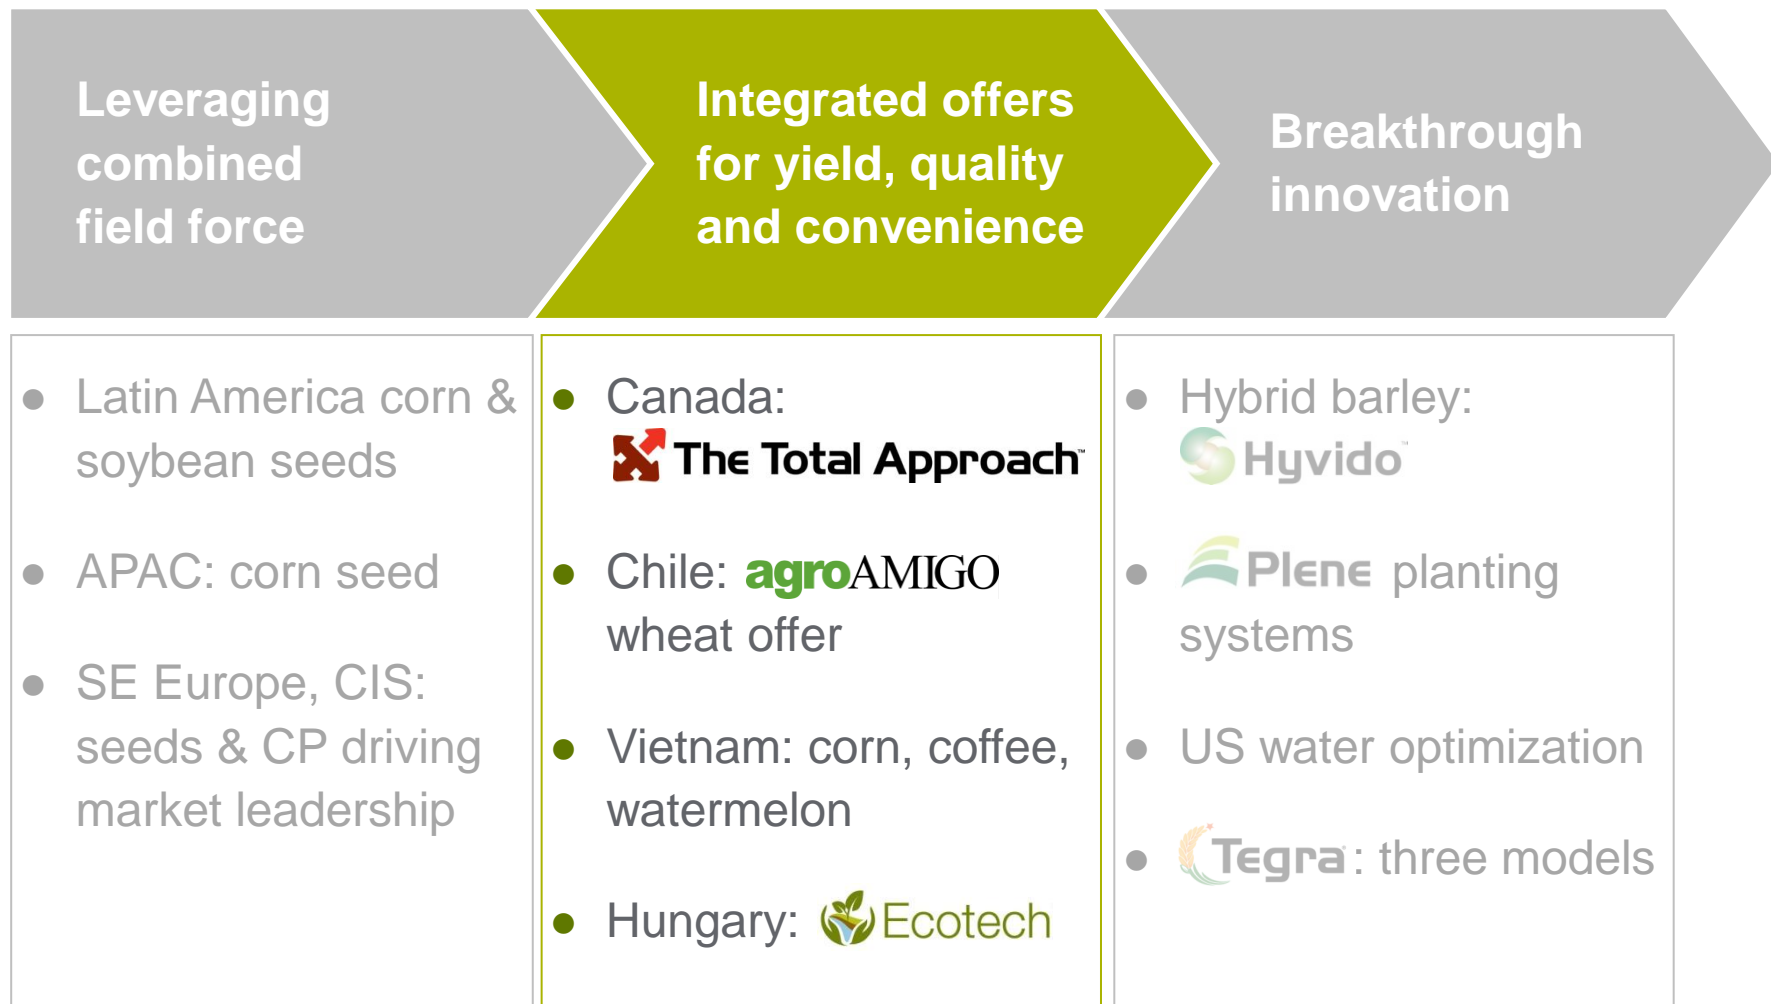 Leveraging
combined
field force
Integrated offers
for yield, quality
and convenience
Breakthrough
innovation
● Latin America corn &
soybean seeds
● APAC: corn seed
● SE Europe, CIS:
seeds & CP driving
market leadership
● Canada:
The Total Approach™
● Chile: agroAMIGO
wheat offer
● Vietnam: corn, coffee,
watermelon
● Hungary: Ecotech
● Hybrid barley:
Hyvido™
● Plene planting
systems
● US water optimization
● Tegra: three models